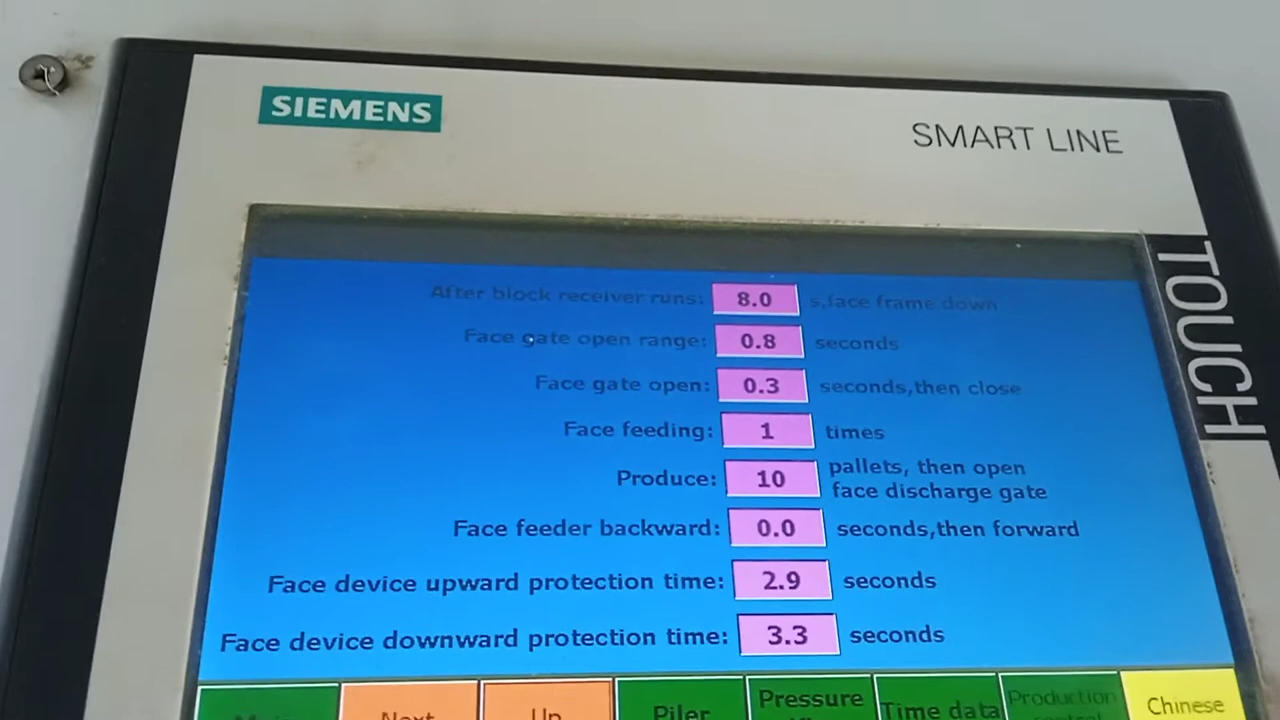 SIEMENS
SMART LINE
TOUCH
After block receiver runs: 8.0 s,face frame down
Face gate open range: 0.8 seconds
Face gate open: 0.3 seconds,then close
Face feeding: 1 times
Produce: 10 pallets, then open
face discharge gate
Face feeder backward: 0.0 seconds,then forward
Face device upward protection time: 2.9 seconds
Face device downward protection time: 3.3 seconds
Next Up Piler Pressure Time data Production Chinese